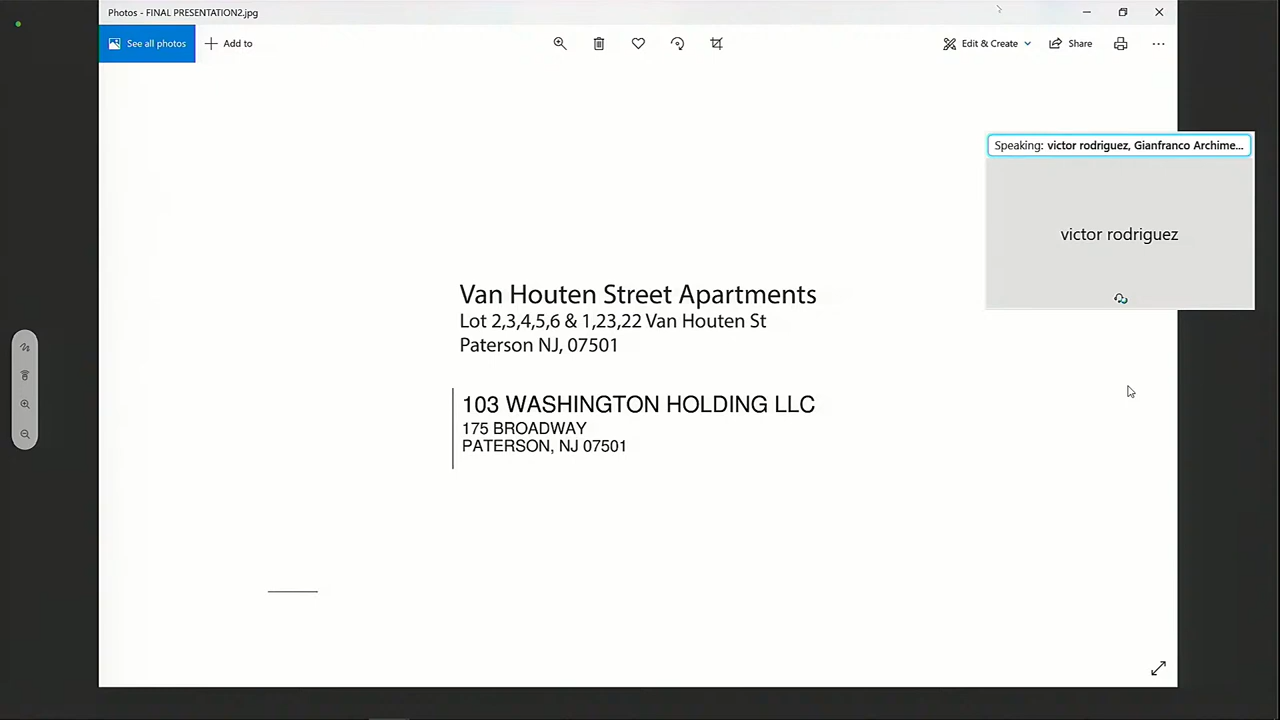 Photos - FINAL PRESENTATION2.jpg
See all photos
Add to
Edit & Create
Share
Speaking: victor rodriguez, Gianfranco Archime...
victor rodriguez
Van Houten Street Apartments
Lot 2,3,4,5,6 & 1,23,22 Van Houten St
Paterson NJ, 07501
103 WASHINGTON HOLDING LLC
175 BROADWAY
PATERSON, NJ 07501